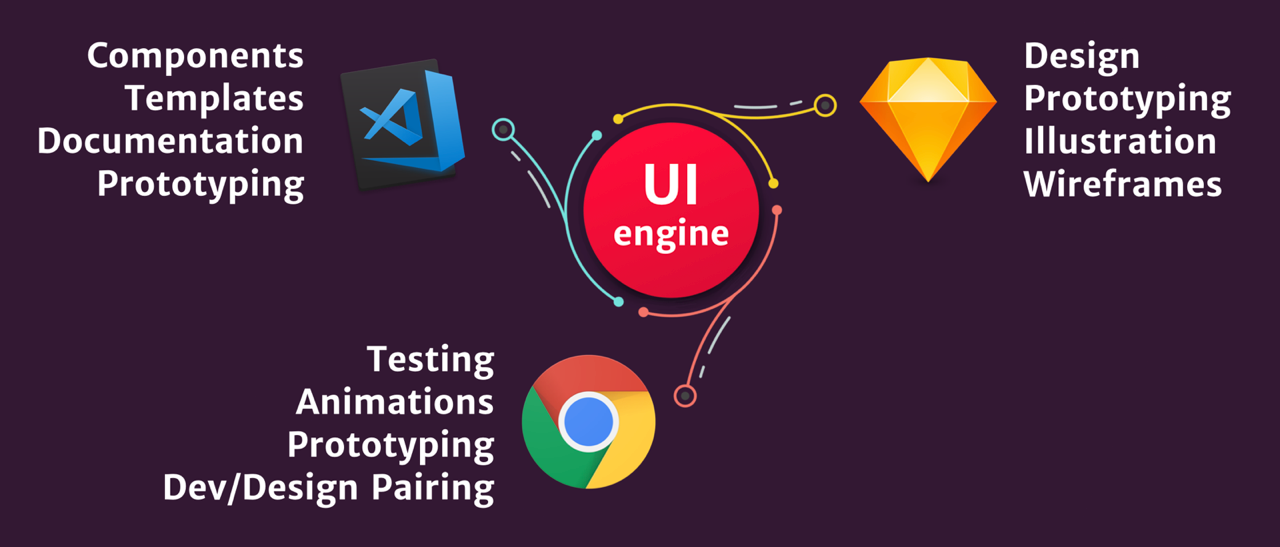 Components
Templates
Documentation
Prototyping
UI
engine
Design
Prototyping
Illustration
Wireframes
Testing
Animations
Prototyping
Dev/Design Pairing